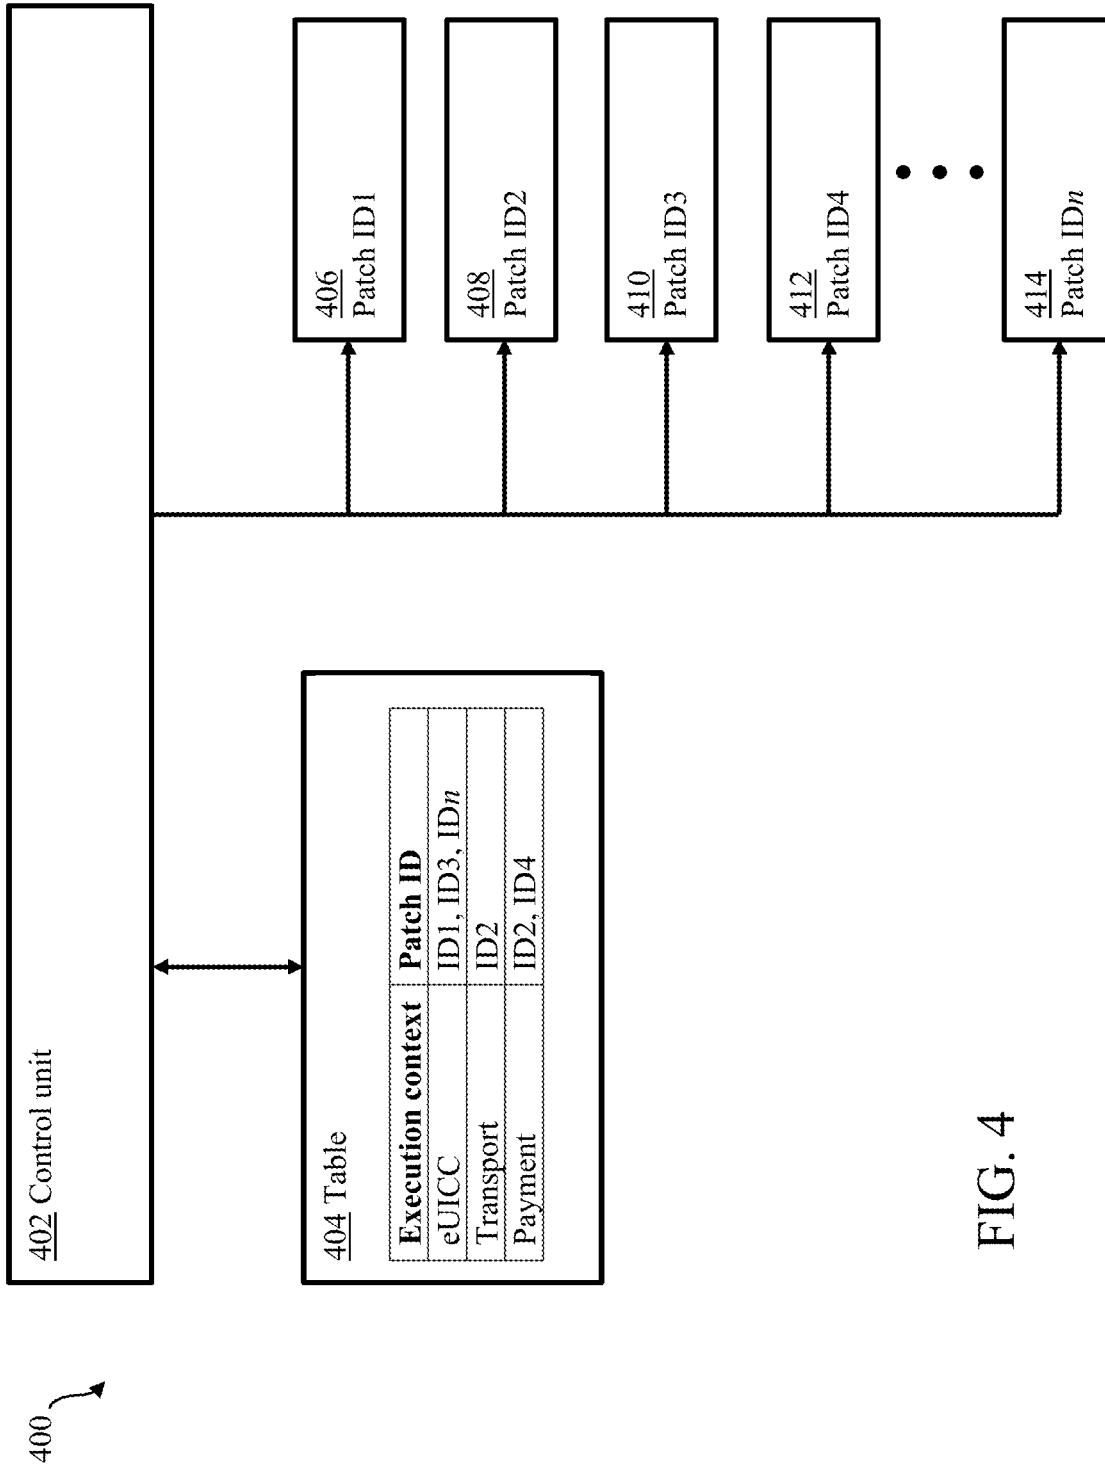 400
402 Control unit
404 Table
Execution context Patch ID
eUICC ID1, ID3, IDn
Transport ID2
Payment ID2, ID4
406
Patch ID1
408
Patch ID2
410
Patch ID3
412
Patch ID4
414
Patch IDn
FIG. 4